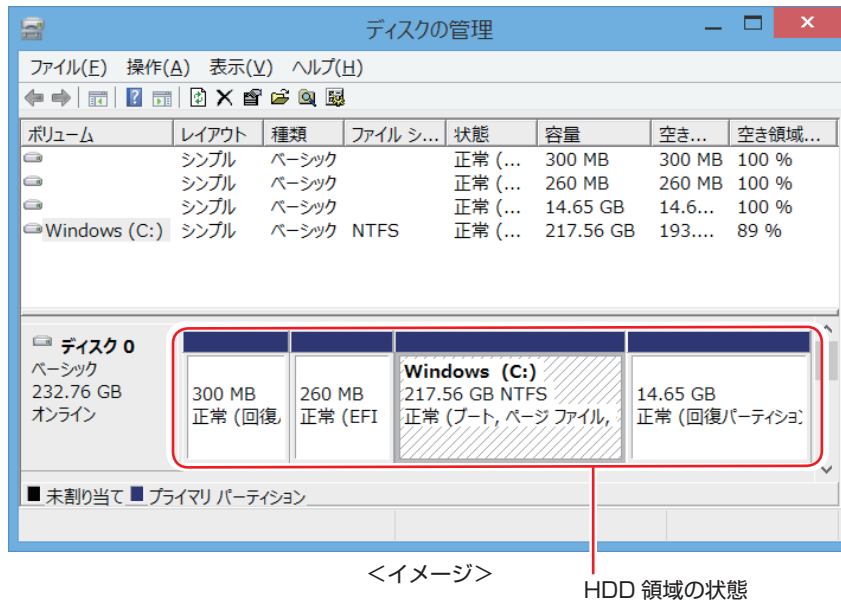 ディスクの管理
ファイル(F) 操作(A) 表示(V) ヘルプ(H)
ボリューム レイアウト 種類 ファイル シ... 状態 容量 空き... 空き領域...
シンプル ベーシック 正常 (... 300 MB 300 MB 100 %
シンプル ベーシック 正常 (... 260 MB 260 MB 100 %
シンプル ベーシック 正常 (... 14.65 GB 14.6... 100 %
Windows (C:) シンプル ベーシック NTFS 正常 (... 217.56 GB 193.... 89 %
ディスク 0
ベーシック
232.76 GB
オンライン
300 MB
正常 (回復
260 MB
正常 (EFI
Windows (C:)
217.56 GB NTFS
正常 (ブート, ページ ファイル,
14.65 GB
正常 (回復パーティション
未割り当て プライマリ パーティション
＜イメージ＞
HDD 領域の状態